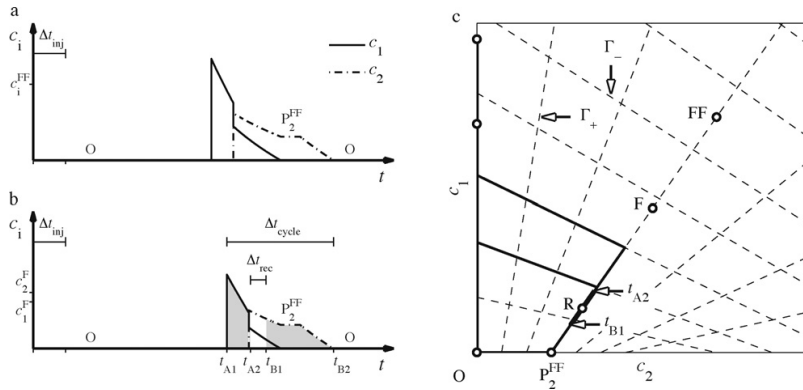 a
c_i
Δt_inj
c_i^FF
c_1
c_2
P_2^FF
O
O
t
b
c_i
Δt_inj
Δt_cycle
Δt_rec
c_2^F
c_1^F
P_2^FF
O
O
t_A1
t_A2
t_B1
t_B2
t
c
Γ_−
FF
Γ_+
c_1
F
R
t_A2
t_B1
O
P_2^FF
c_2